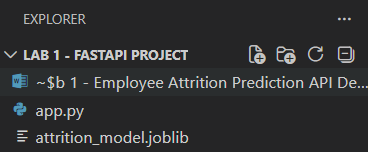 EXPLORER
LAB 1 - FASTAPI PROJECT
~$b 1 - Employee Attrition Prediction API De...
app.py
attrition_model.joblib